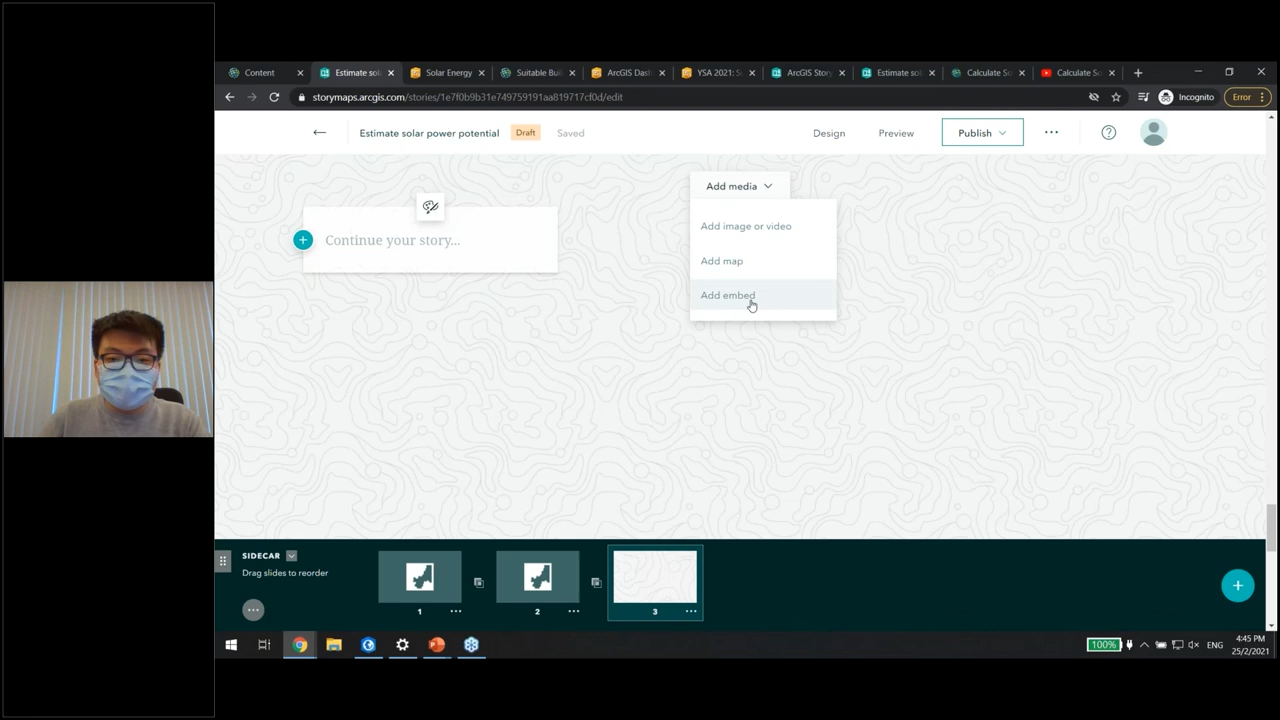 Content
Estimate sol
Solar Energy
Suitable Buil
ArcGIS Dash
YSA 2021: S
ArcGIS Story
Estimate sol
Calculate So
Calculate So
storymaps.arcgis.com/stories/1e7f0b9b31e749759191aa819717cf0d/edit
Incognito
Error
Estimate solar power potential
Draft
Saved
Design
Preview
Publish
Add media
Add image or video
Add map
Add embed
Continue your story...
SIDECAR
Drag slides to reorder
1
2
3
100%
ENG
4:45 PM
25/2/2021